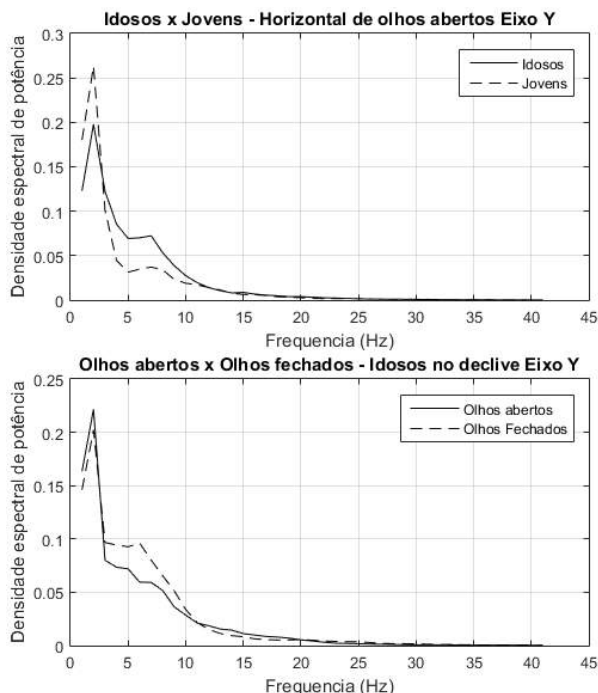 Idosos x Jovens - Horizontal de olhos abertos Eixo Y
Densidade espectral de potência
0.3
0.25
0.2
0.15
0.1
0.05
0
Idosos
Jovens
0 5 10 15 20 25 30 35 40 45
Frequencia (Hz)
Olhos abertos x Olhos fechados - Idosos no declive Eixo Y
Densidade espectral de potência
0.25
0.2
0.15
0.1
0.05
0
Olhos abertos
Olhos Fechados
0 5 10 15 20 25 30 35 40 45
Frequencia (Hz)